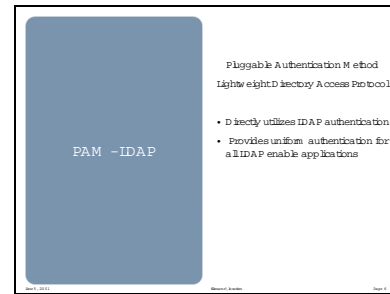 PAM -LDAP
Pluggable Authentication Method
Lightweight Directory Access Protocol
• Directly utilizes LDAP authentication
• Provides uniform authentication for
all LDAP enable applications